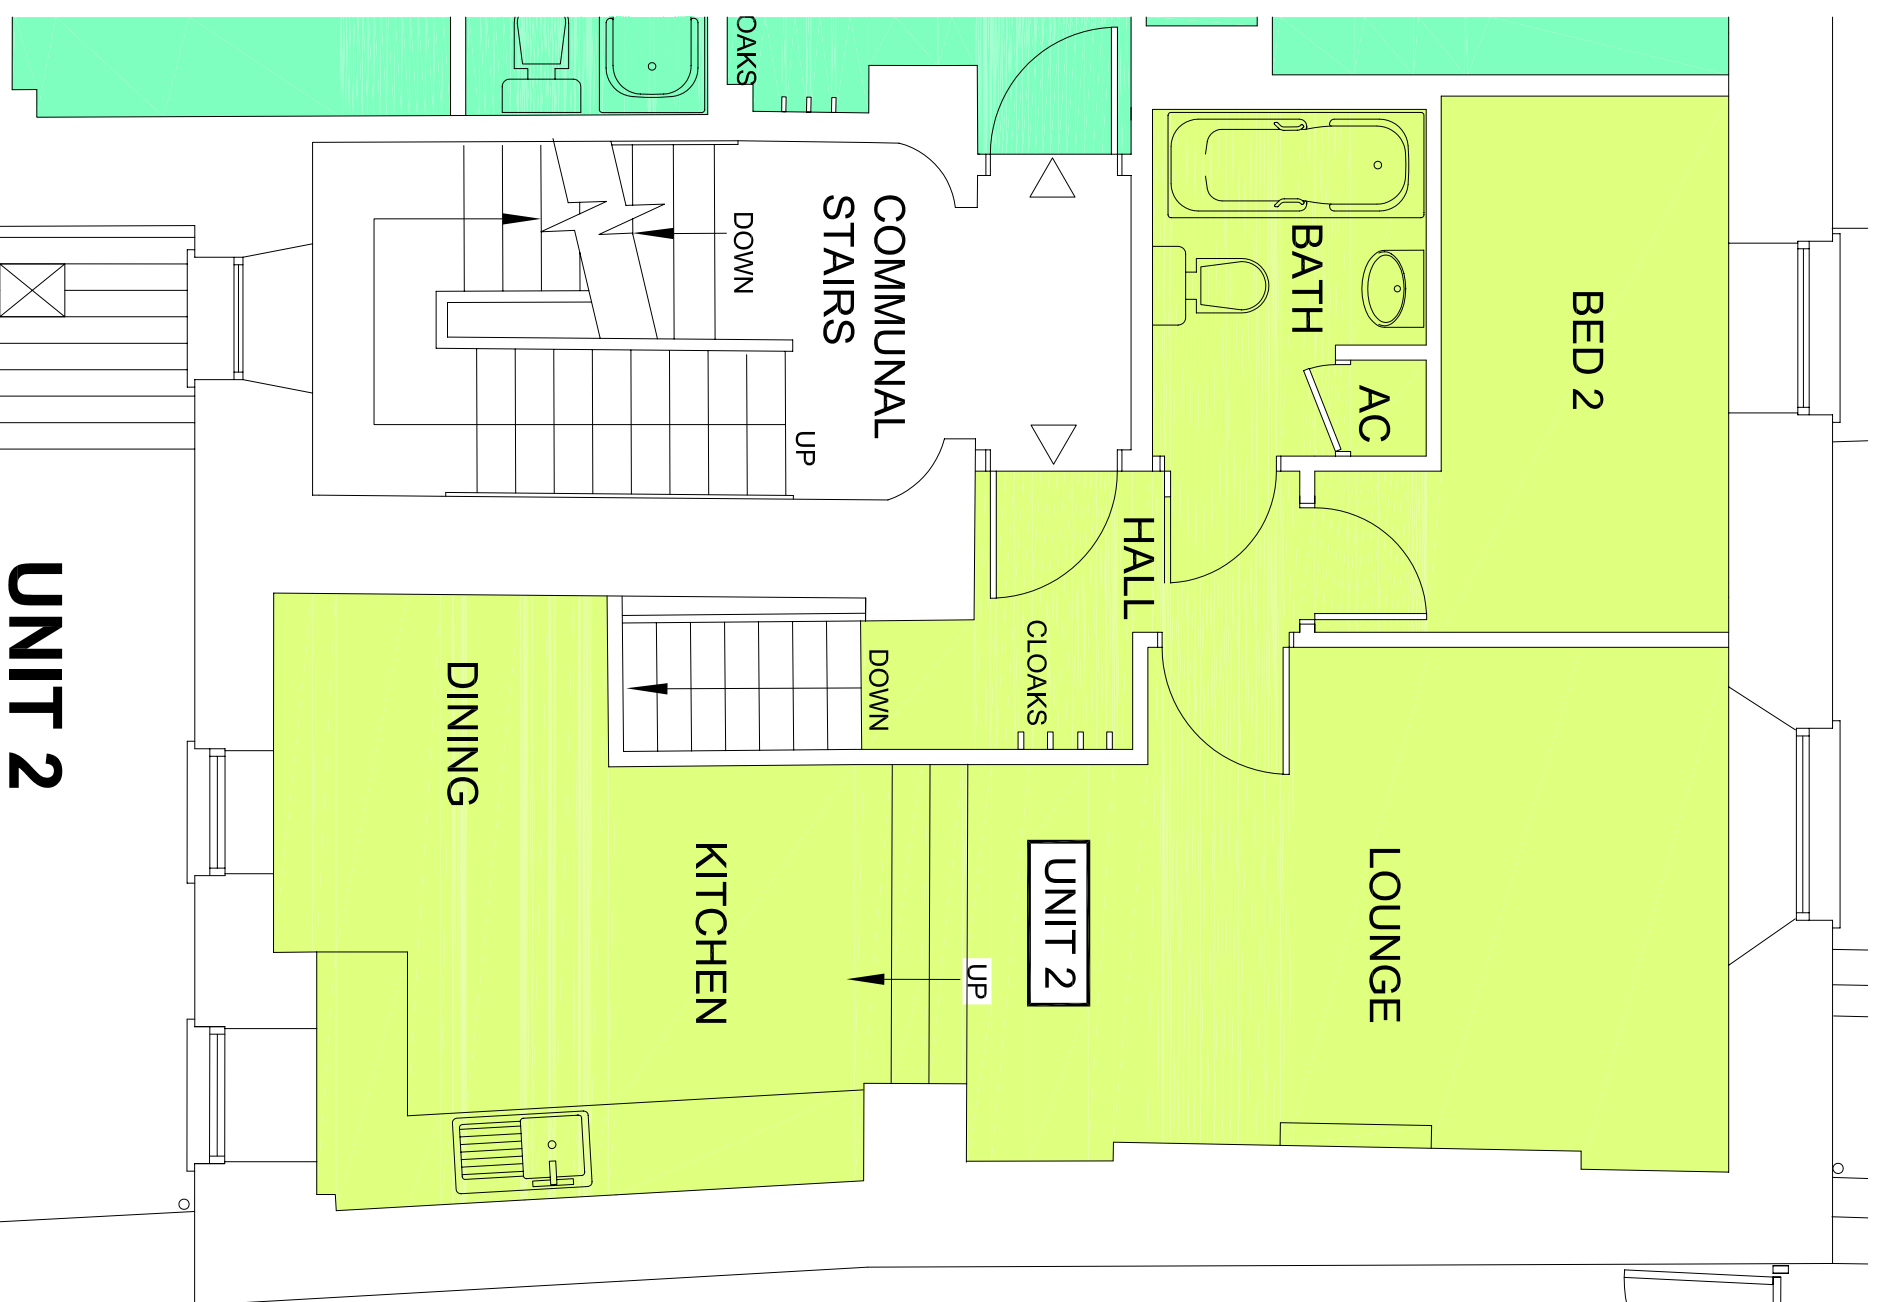 OAKS
COMMUNAL
STAIRS
DOWN
UP
BATH
AC
BED 2
HALL
CLOAKS
DOWN
DINING
KITCHEN
UP
UNIT 2
LOUNGE
UNIT 2